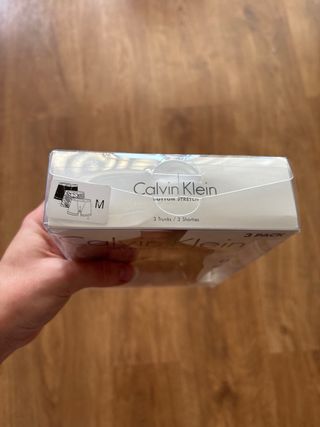 Calvin Klein
COTTON STRETCH
M
3 Trunks / 3 Shorties
Calvin Klein
3 PACK